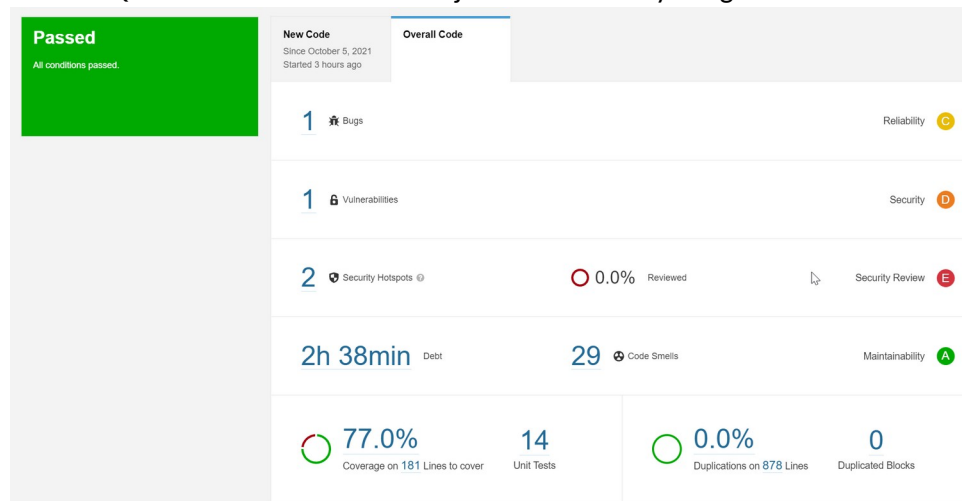 Passed
All conditions passed.
New Code
Since October 5, 2021
Started 3 hours ago
Overall Code
1 Bugs
Reliability C
1 Vulnerabilities
Security D
2 Security Hotspots ?
0.0% Reviewed
Security Review E
2h 38min Debt
29 Code Smells
Maintainability A
77.0%
Coverage on 181 Lines to cover
14
Unit Tests
0.0%
Duplications on 878 Lines
0
Duplicated Blocks